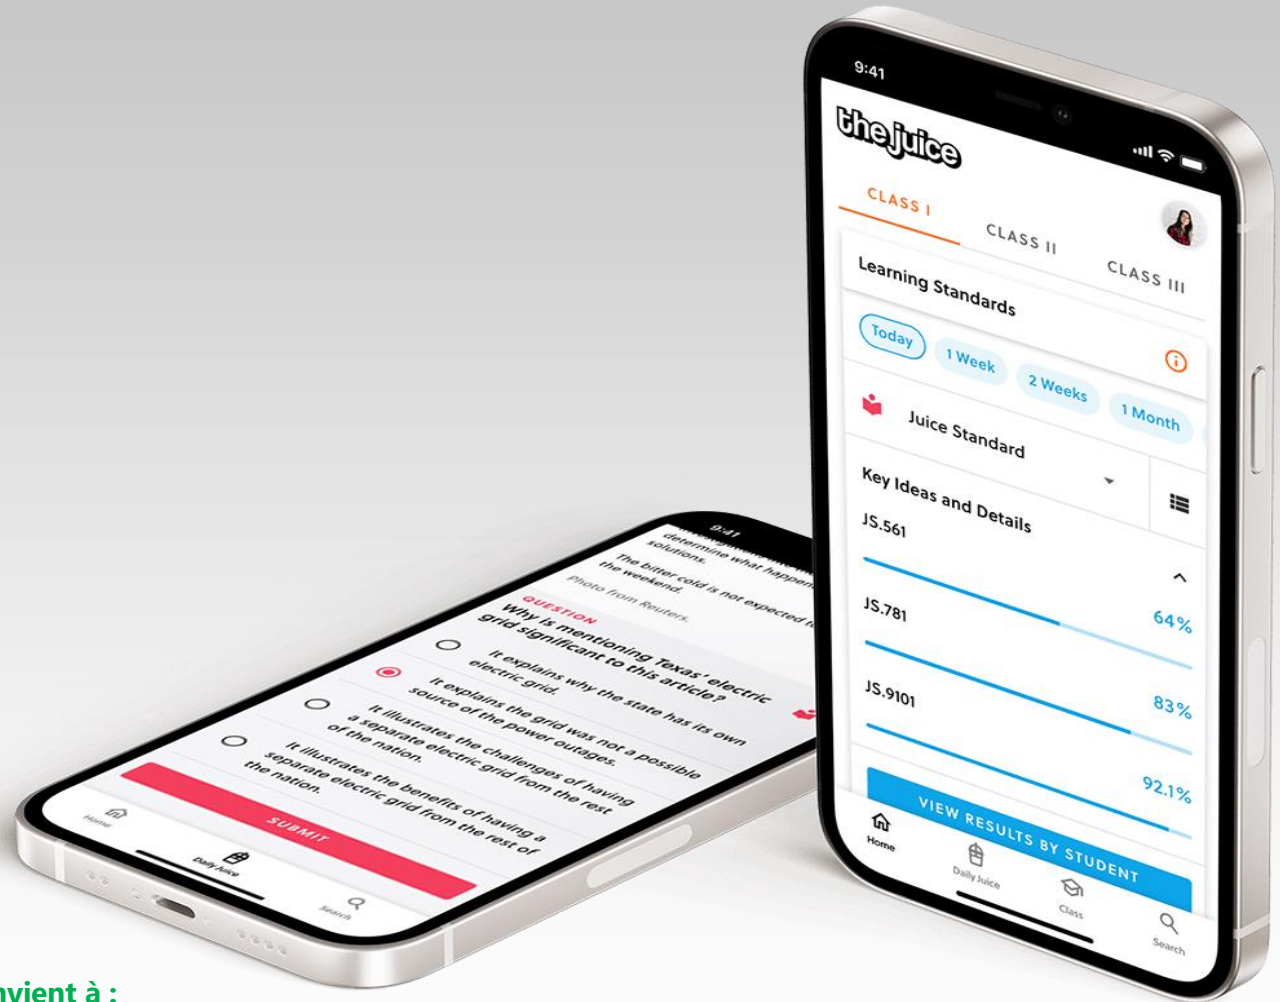 9:41
determine what happen
solutions.
The bitter cold is not expected to
the weekend.
Photo from Reuters.
QUESTION
Why is mentioning Texas' electric
grid significant to this article?
It explains why the state has its own
electric grid.
It explains the grid was not a possible
source of the power outages.
It illustrates the challenges of having
a separate electric grid from the rest
of the nation.
It illustrates the benefits of having a
separate electric grid from the rest of
the nation.
SUBMIT
Home
Daily Juice
Search
9:41
the juice
CLASS I
CLASS II
CLASS III
Learning Standards
Today
1 Week
2 Weeks
1 Month
Juice Standard
Key Ideas and Details
JS.561
64%
JS.781
83%
JS.9101
92.1%
VIEW RESULTS BY STUDENT
Home
Daily Juice
Class
Search
nvient à :